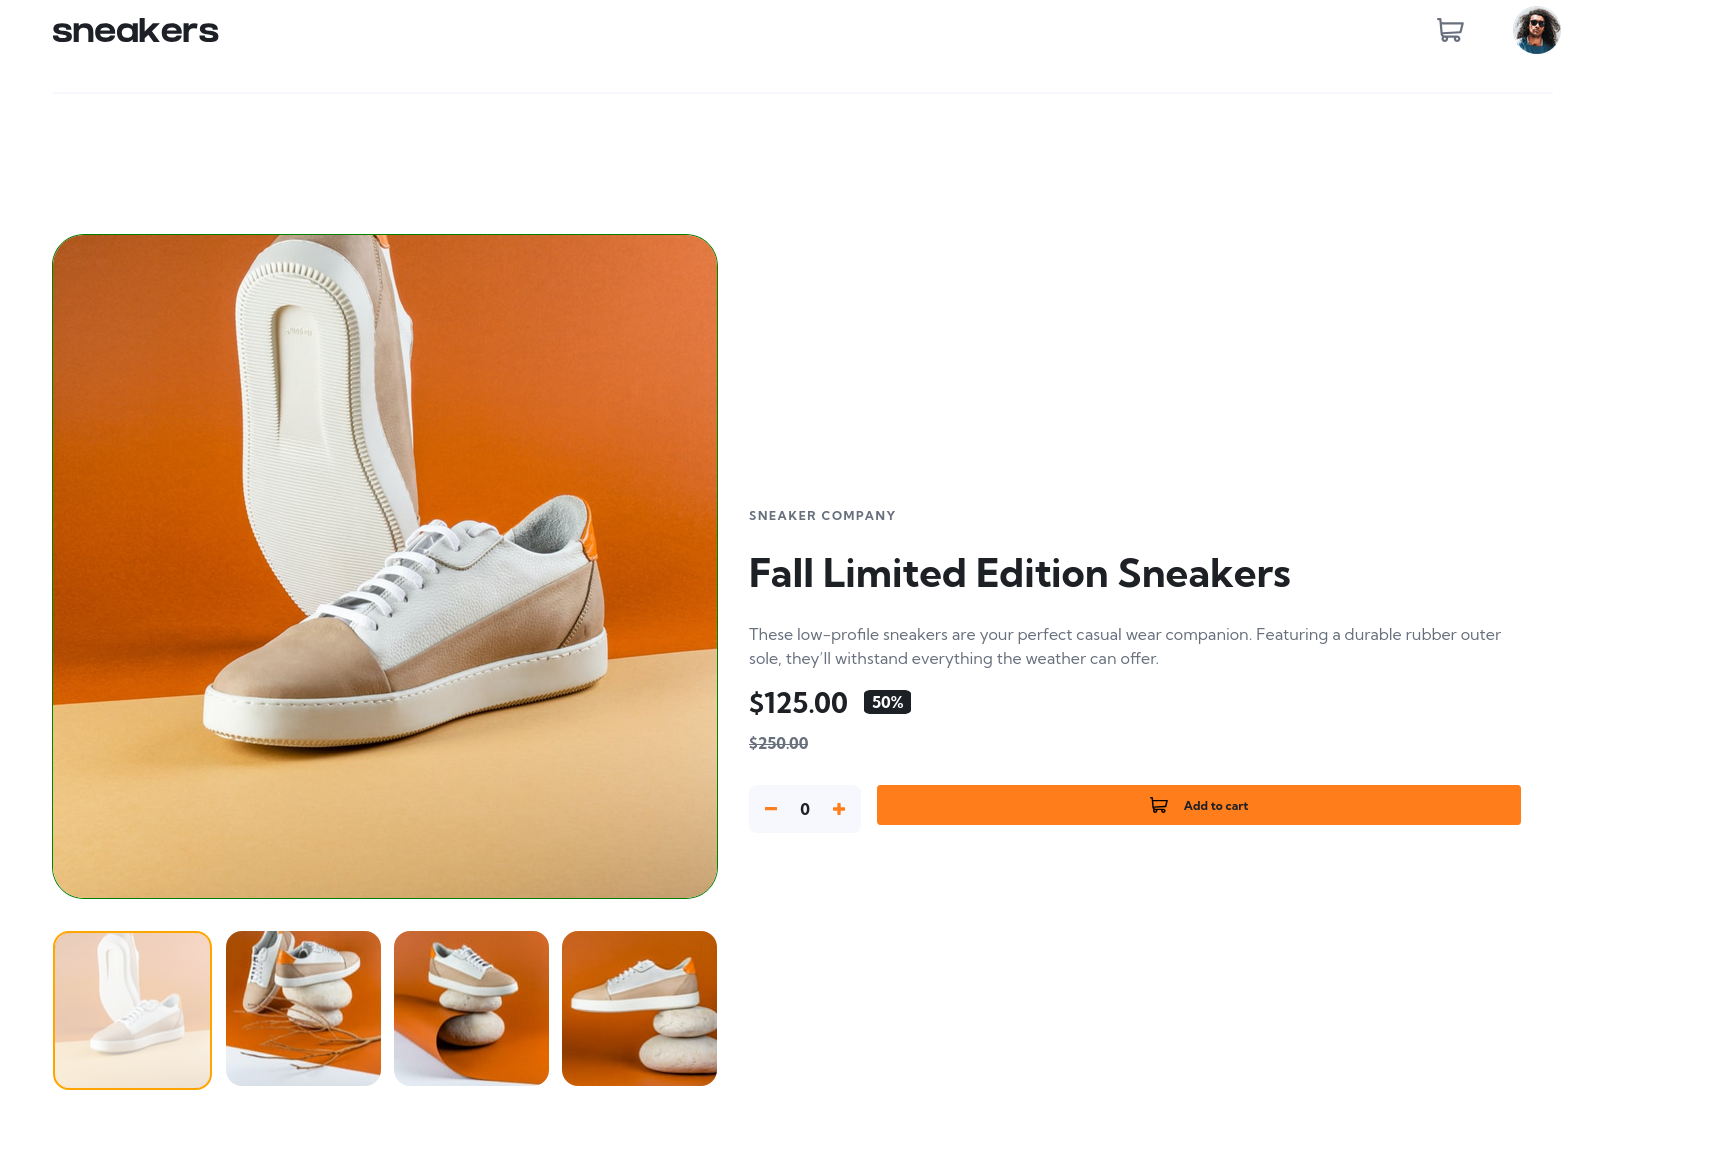 sneakers
SNEAKER COMPANY
Fall Limited Edition Sneakers
These low-profile sneakers are your perfect casual wear companion. Featuring a durable rubber outer
sole, they’ll withstand everything the weather can offer.
$125.00 50%
$250.00
0
Add to cart